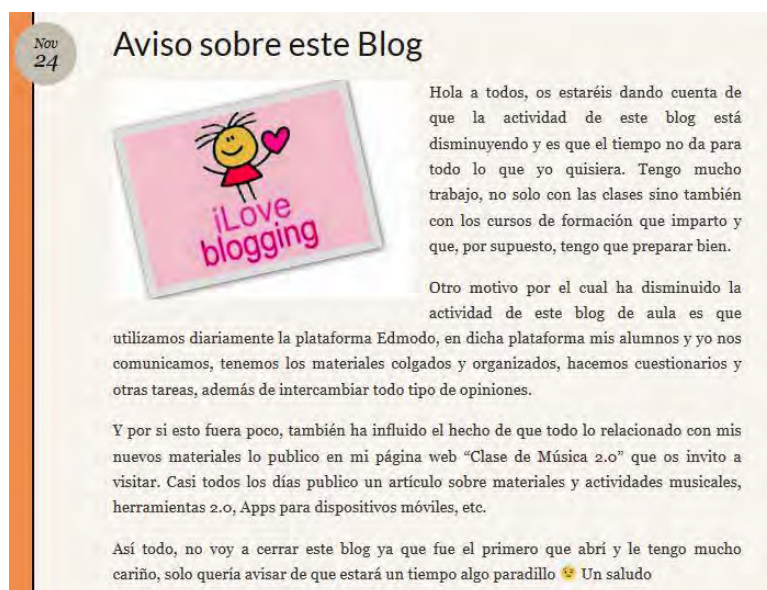 Nov
24
Aviso sobre este Blog
iLove
blogging
Hola a todos, os estaréis dando cuenta de
que la actividad de este blog está
disminuyendo y es que el tiempo no da para
todo lo que yo quisiera. Tengo mucho
trabajo, no solo con las clases sino también
con los cursos de formación que imparto y
que, por supuesto, tengo que preparar bien.
Otro motivo por el cual ha disminuido la
actividad de este blog de aula es que
utilizamos diariamente la plataforma Edmodo, en dicha plataforma mis alumnos y yo nos
comunicamos, tenemos los materiales colgados y organizados, hacemos cuestionarios y
otras tareas, además de intercambiar todo tipo de opiniones.
Y por si esto fuera poco, también ha influido el hecho de que todo lo relacionado con mis
nuevos materiales lo publico en mi página web “Clase de Música 2.0” que os invito a
visitar. Casi todos los días publico un artículo sobre materiales y actividades musicales,
herramientas 2.0, Apps para dispositivos móviles, etc.
Así todo, no voy a cerrar este blog ya que fue el primero que abrí y le tengo mucho
cariño, solo quería avisar de que estará un tiempo algo paradillo 😉 Un saludo